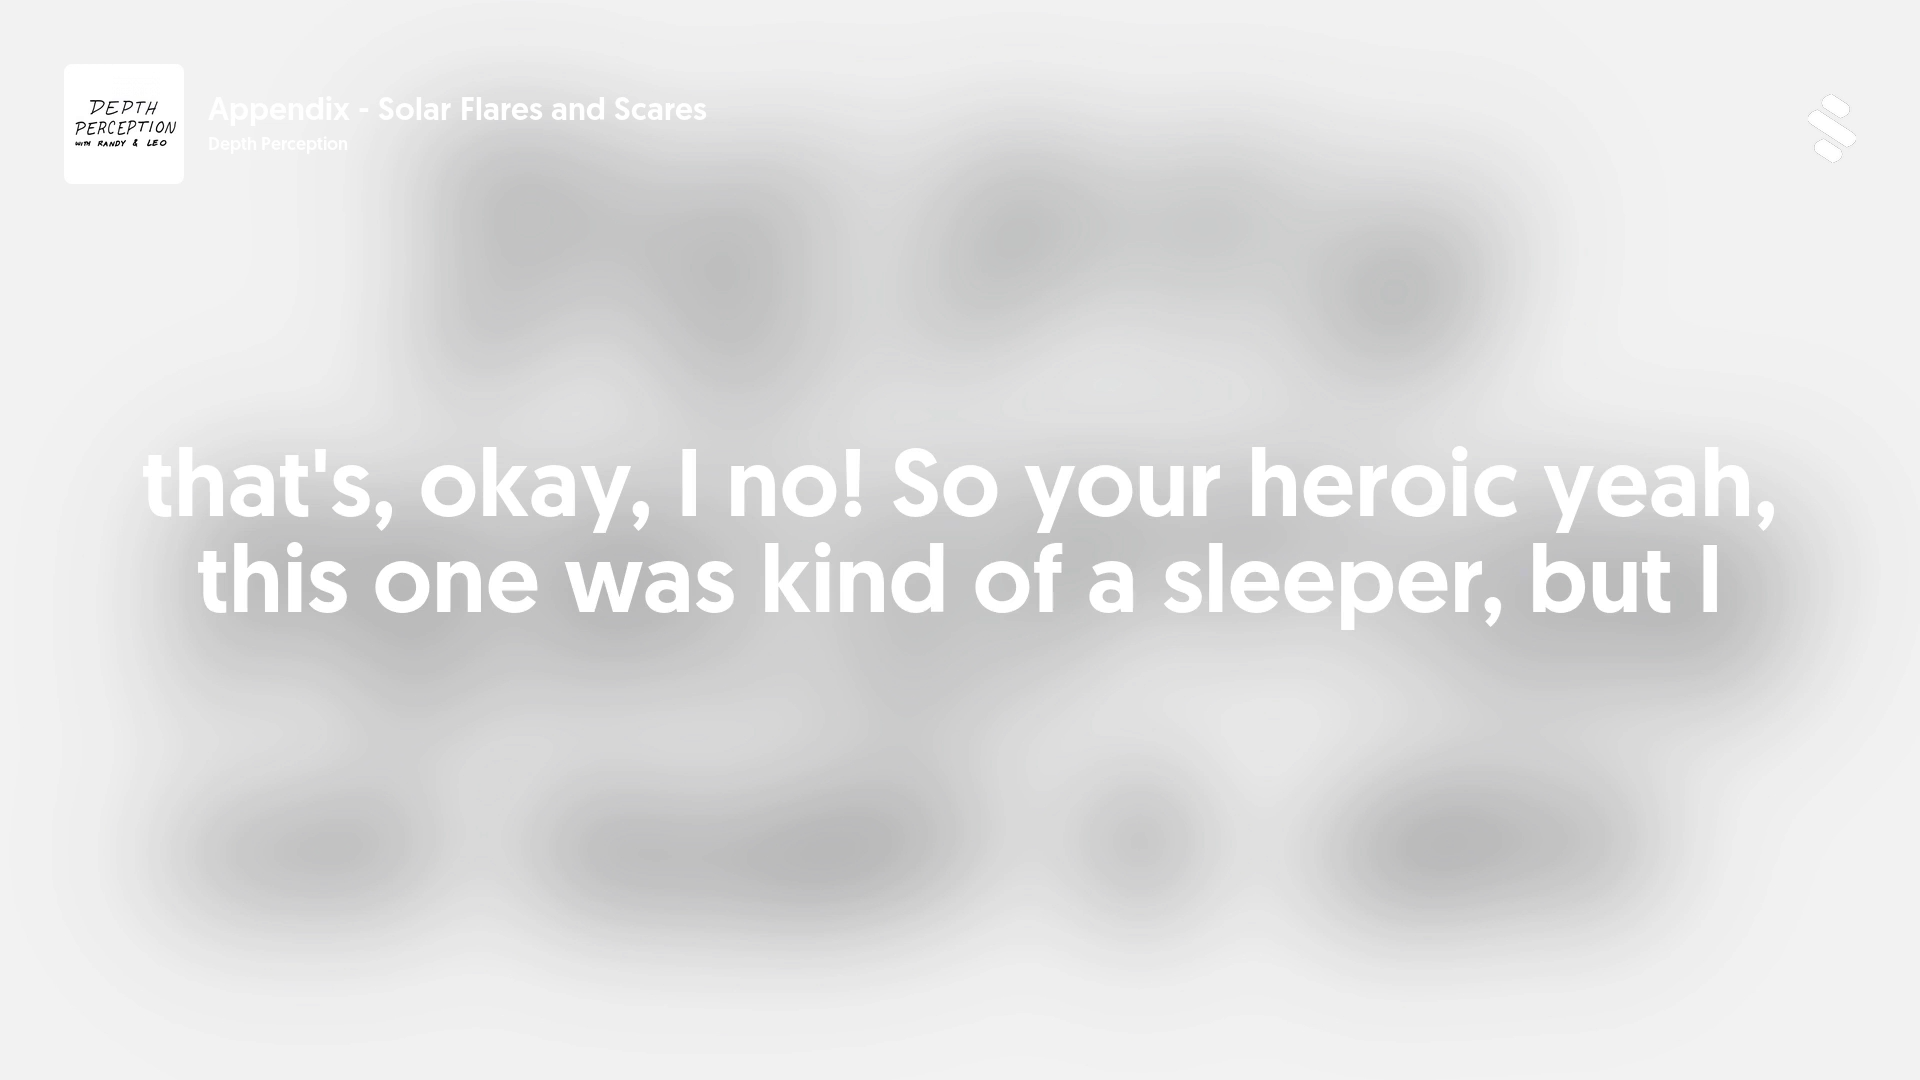 DEPTH
PERCEPTION
WITH RANDY & LEO
Appendix - Solar Flares and Scares
Depth Perception
that's, okay, I no! So your heroic yeah,
this one was kind of a sleeper, but I